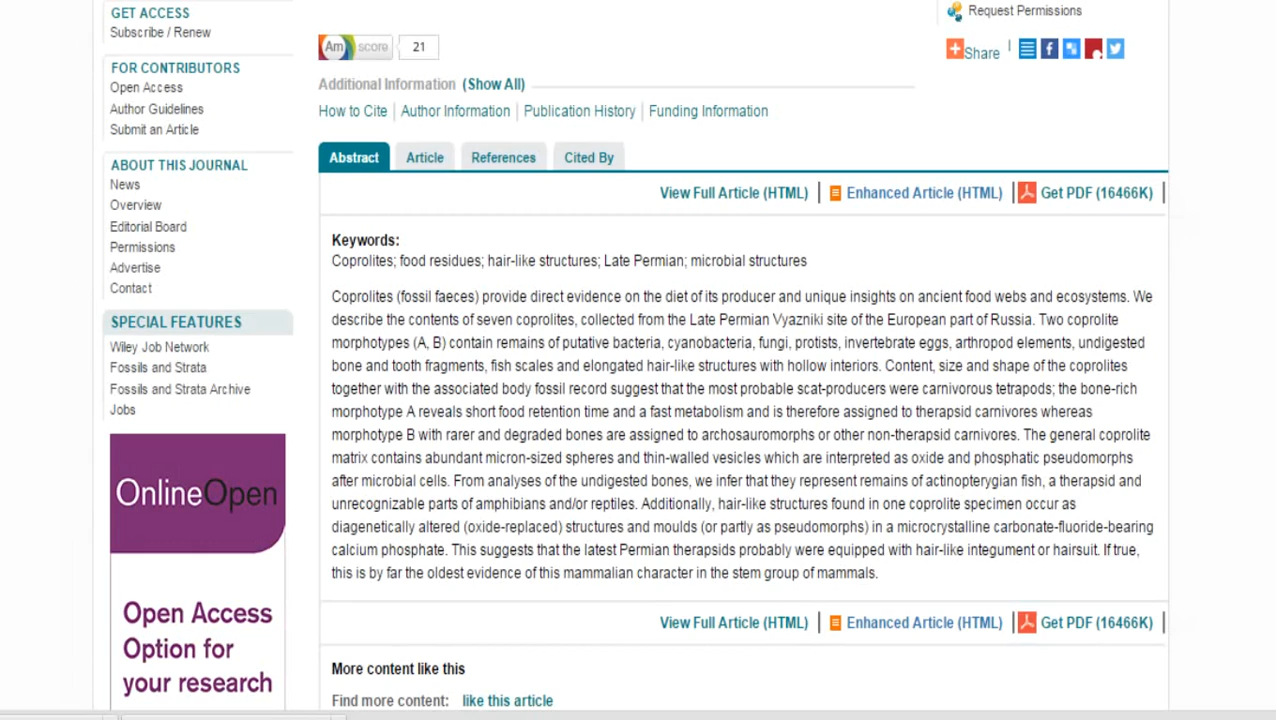 GET ACCESS
Subscribe / Renew
FOR CONTRIBUTORS
Open Access
Author Guidelines
Submit an Article
ABOUT THIS JOURNAL
News
Overview
Editorial Board
Permissions
Advertise
Contact
SPECIAL FEATURES
Wiley Job Network
Fossils and Strata
Fossils and Strata Archive
Jobs
OnlineOpen
Open Access
Option for
your research
Request Permissions
Am score 21
Share
Additional Information (Show All)
How to Cite Author Information Publication History Funding Information
Abstract Article References Cited By
View Full Article (HTML) Enhanced Article (HTML) Get PDF (16466K)
Keywords:
Coprolites; food residues; hair-like structures; Late Permian; microbial structures
Coprolites (fossil faeces) provide direct evidence on the diet of its producer and unique insights on ancient food webs and ecosystems. We
describe the contents of seven coprolites, collected from the Late Permian Vyazniki site of the European part of Russia. Two coprolite
morphotypes (A, B) contain remains of putative bacteria, cyanobacteria, fungi, protists, invertebrate eggs, arthropod elements, undigested
bone and tooth fragments, fish scales and elongated hair-like structures with hollow interiors. Content, size and shape of the coprolites
together with the associated body fossil record suggest that the most probable scat-producers were carnivorous tetrapods; the bone-rich
morphotype A reveals short food retention time and a fast metabolism and is therefore assigned to therapsid carnivores whereas
morphotype B with rarer and degraded bones are assigned to archosauromorphs or other non-therapsid carnivores. The general coprolite
matrix contains abundant micron-sized spheres and thin-walled vesicles which are interpreted as oxide and phosphatic pseudomorphs
after microbial cells. From analyses of the undigested bones, we infer that they represent remains of actinopterygian fish, a therapsid and
unrecognizable parts of amphibians and/or reptiles. Additionally, hair-like structures found in one coprolite specimen occur as
diagenetically altered (oxide-replaced) structures and moulds (or partly as pseudomorphs) in a microcrystalline carbonate-fluoride-bearing
calcium phosphate. This suggests that the latest Permian therapsids probably were equipped with hair-like integument or hairsuit. If true,
this is by far the oldest evidence of this mammalian character in the stem group of mammals.
View Full Article (HTML) Enhanced Article (HTML) Get PDF (16466K)
More content like this
Find more content: like this article